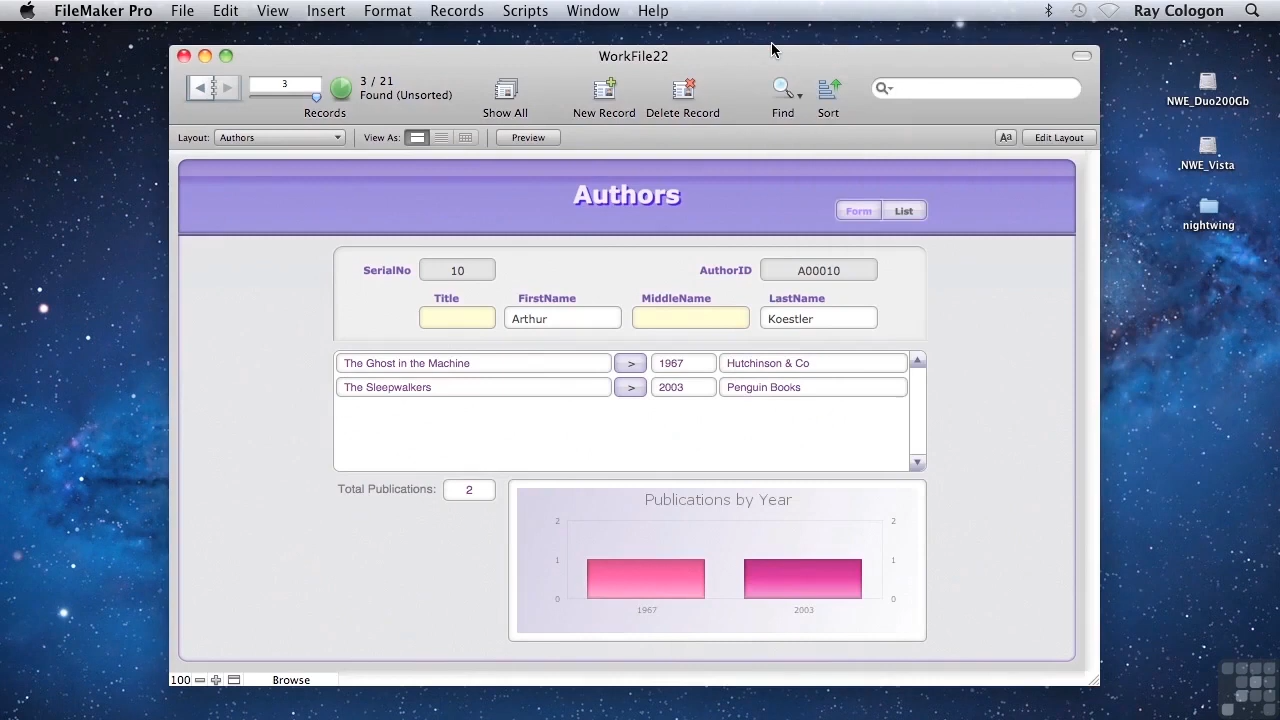 FileMaker Pro File Edit View Insert Format Records Scripts Window Help Ray Cologon
WorkFile22
3
3 / 21
Found (Unsorted)
Records Show All New Record Delete Record Find Sort
Layout: Authors View As: Preview Aa Edit Layout
NWE_Duo200Gb
NWE_Vista
nightwing
Authors
Form List
SerialNo 10 AuthorID A00010
Title FirstName MiddleName LastName
Arthur Koestler
The Ghost in the Machine > 1967 Hutchinson & Co
The Sleepwalkers > 2003 Penguin Books
Total Publications: 2
Publications by Year
2 2
1 1
0 0
1967 2003
100 Browse